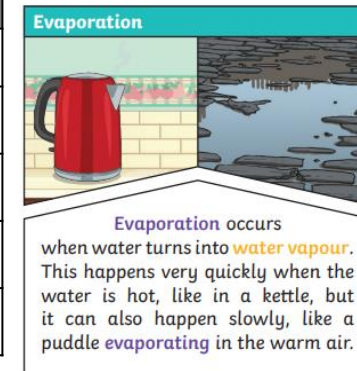 Evaporation
Evaporation occurs
when water turns into water vapour.
This happens very quickly when the
water is hot, like in a kettle, but
it can also happen slowly, like a
puddle evaporating in the warm air.